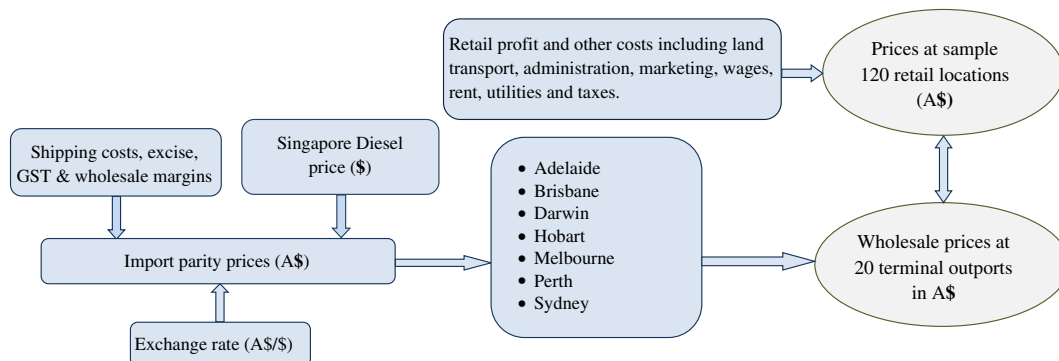 Retail profit and other costs including land
transport, administration, marketing, wages,
rent, utilities and taxes.
Prices at sample
120 retail locations
(A$)
Shipping costs, excise,
GST & wholesale margins
Singapore Diesel
price ($)
• Adelaide
• Brisbane
• Darwin
• Hobart
• Melbourne
• Perth
• Sydney
Import parity prices (A$)
Wholesale prices at
20 terminal outports
in A$
Exchange rate (A$/$)